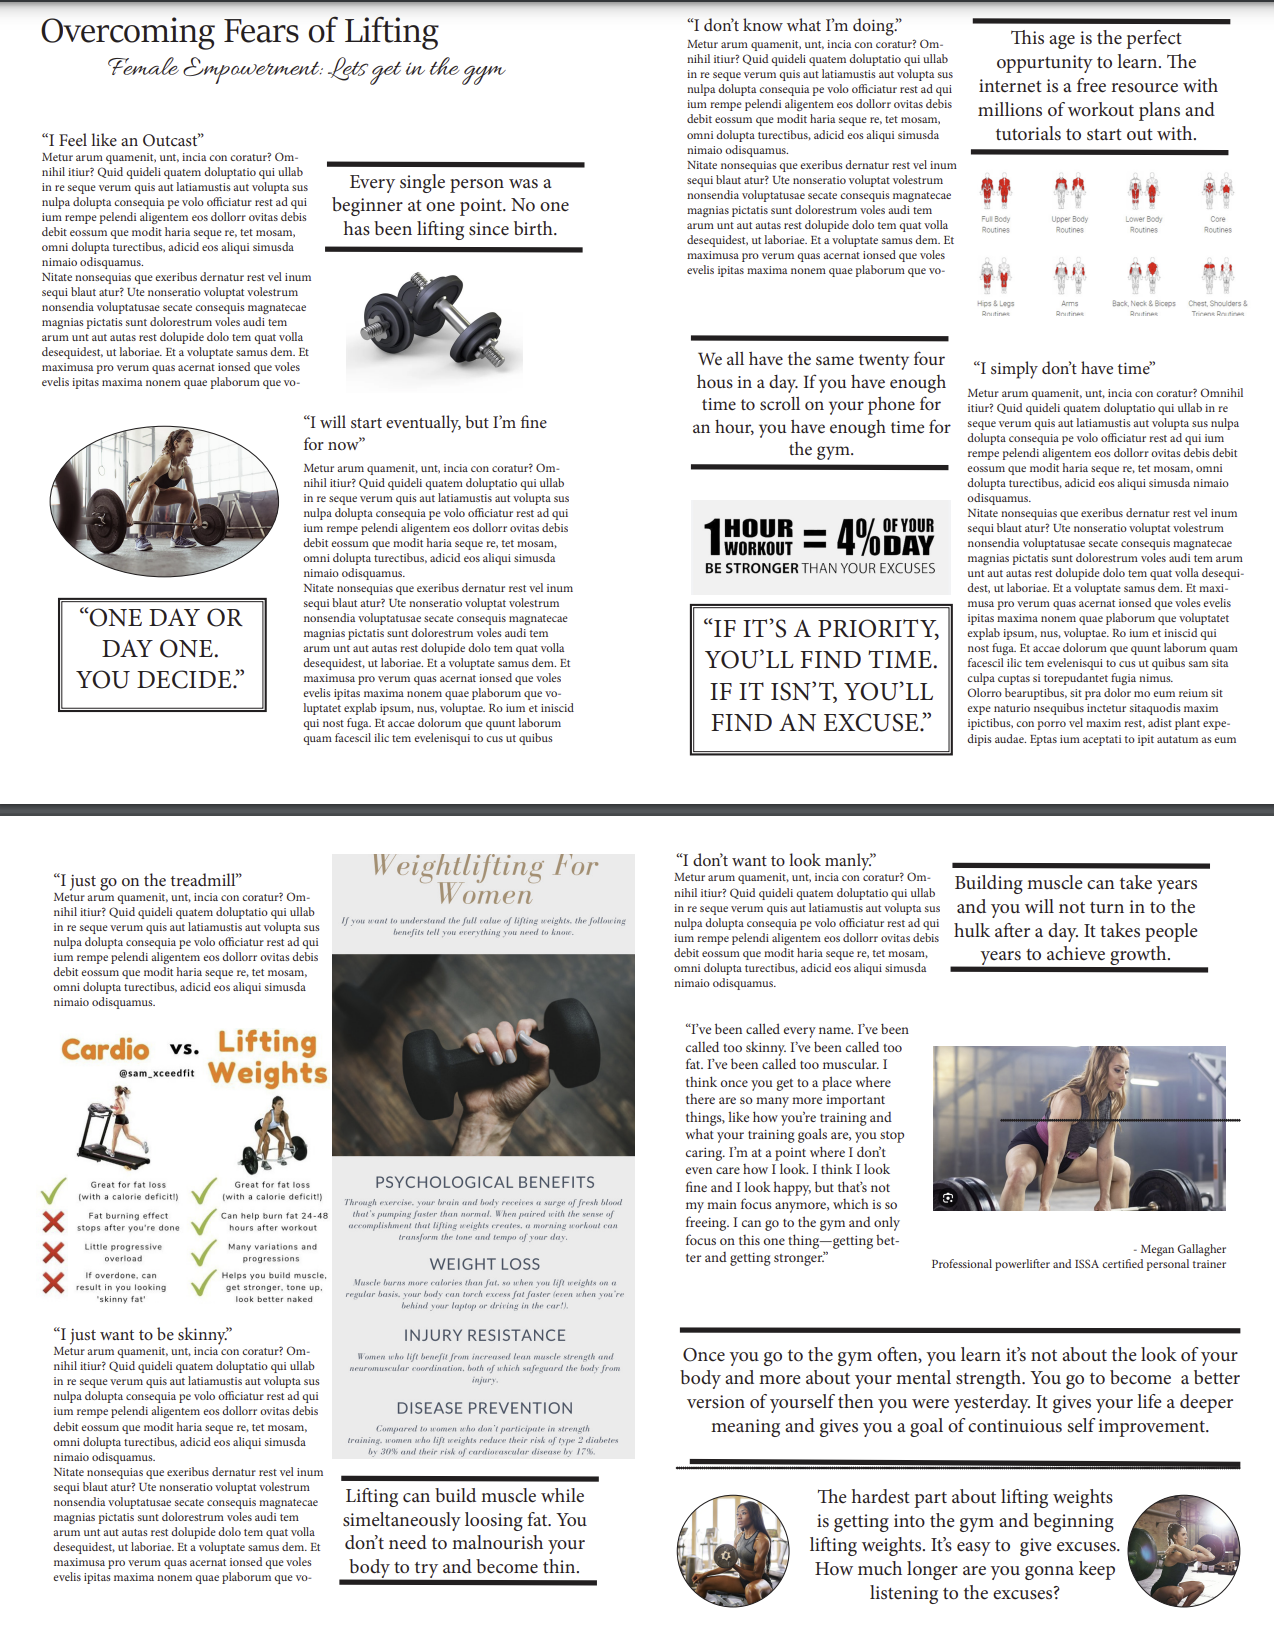 Overcoming Fears of Lifting
Female Empowerment: Lets get in the gym
“I Feel like an Outcast”
Metur arum quamenit, unt, incia con coratur? Om-
nihil itiur? Quid quideli quatem doluptatio qui ullab
in re seque verum quis aut latiamustis aut volupta sus
nulpa dolupta consequia pe volo officiatur rest ad qui
ium rempe pelendi aligentem eos dollorr ovitas debis
debit eossum que modit haria seque re, tet mosam,
omni dolupta turectibus, adicid eos aliqui simusda
nimaio odisquamus.
Nitate nonsequias que exeribus dernatur rest vel inum
sequi blaut atur? Ute nonseratio voluptat volestrum
nonsendia voluptatusae secate consequis magnatecae
magnias pictatis sunt dolorestrum voles audi tem
arum unt aut autas rest dolupide dolo tem quat volla
desequidest, ut laboriae. Et a voluptate samus dem. Et
maximusa pro verum quas acernat ionsed que voles
evelis ipitas maxima nonem quae plaborum que vo-
Every single person was a
beginner at one point. No one
has been lifting since birth.
“I will start eventually, but I’m fine
for now”
Metur arum quamenit, unt, incia con coratur? Om-
nihil itiur? Quid quideli quatem doluptatio qui ullab
in re seque verum quis aut latiamustis aut volupta sus
nulpa dolupta consequia pe volo officiatur rest ad qui
ium rempe pelendi aligentem eos dollorr ovitas debis
debit eossum que modit haria seque re, tet mosam,
omni dolupta turectibus, adicid eos aliqui simusda
nimaio odisquamus.
Nitate nonsequias que exeribus dernatur rest vel inum
sequi blaut atur? Ute nonseratio voluptat volestrum
nonsendia voluptatusae secate consequis magnatecae
magnias pictatis sunt dolorestrum voles audi tem
arum unt aut autas rest dolupide dolo tem quat volla
desequidest, ut laboriae. Et a voluptate samus dem. Et
maximusa pro verum quas acernat ionsed que voles
evelis ipitas maxima nonem quae plaborum que vo-
luptatet explab ipsum, nus, voluptae. Ro ium et iniscid
qui nost fuga. Et accae dolorum que quunt laborum
quam facescil ilic tem evelenisqui to cus ut quibus
“ONE DAY OR
DAY ONE.
YOU DECIDE.”
“I don’t know what I’m doing.”
Metur arum quamenit, unt, incia con coratur? Om-
nihil itiur? Quid quideli quatem doluptatio qui ullab
in re seque verum quis aut latiamustis aut volupta sus
nulpa dolupta consequia pe volo officiatur rest ad qui
ium rempe pelendi aligentem eos dollorr ovitas debis
debit eossum que modit haria seque re, tet mosam,
omni dolupta turectibus, adicid eos aliqui simusda
nimaio odisquamus.
Nitate nonsequias que exeribus dernatur rest vel inum
sequi blaut atur? Ute nonseratio voluptat volestrum
nonsendia voluptatusae secate consequis magnatecae
magnias pictatis sunt dolorestrum voles audi tem
arum unt aut autas rest dolupide dolo tem quat volla
desequidest, ut laboriae. Et a voluptate samus dem. Et
maximusa pro verum quas acernat ionsed que voles
evelis ipitas maxima nonem quae plaborum que vo-
This age is the perfect
oppurtunity to learn. The
internet is a free resource with
millions of workout plans and
tutorials to start out with.
Full Body Upper Body Lower Body Core
Routines Routines Routines Routines
Hips & Legs Arms Back, Neck & Biceps Chest, Shoulders &
Routines Routines Routines Triceps Routines
We all have the same twenty four
hous in a day. If you have enough
time to scroll on your phone for
an hour, you have enough time for
the gym.
1 HOUR WORKOUT = 4% OF YOUR DAY
BE STRONGER THAN YOUR EXCUSES
“IF IT’S A PRIORITY,
YOU’LL FIND TIME.
IF IT ISN’T, YOU’LL
FIND AN EXCUSE.”
“I simply don’t have time”
Metur arum quamenit, unt, incia con coratur? Omnihil
itiur? Quid quideli quatem doluptatio qui ullab in re
seque verum quis aut latiamustis aut volupta sus nulpa
dolupta consequia pe volo officiatur rest ad qui ium
rempe pelendi aligentem eos dollorr ovitas debis debit
eossum que modit haria seque re, tet mosam, omni
dolupta turectibus, adicid eos aliqui simusda nimaio
odisquamus.
Nitate nonsequias que exeribus dernatur rest vel inum
sequi blaut atur? Ute nonseratio voluptat volestrum
nonsendia voluptatusae secate consequis magnatecae
magnias pictatis sunt dolorestrum voles audi tem arum
unt aut autas rest dolupide dolo tem quat volla desequi-
dest, ut laboriae. Et a voluptate samus dem. Et maxi-
musa pro verum quas acernat ionsed que voles evelis
ipitas maxima nonem quae plaborum que voluptatet
explab ipsum, nus, voluptae. Ro ium et iniscid qui
nost fuga. Et accae dolorum que quunt laborum quam
facescil ilic tem evelenisqui to cus ut quibus sam sita
culpa cuptas si torepudantet fugia nimus.
Olorro bearuptibus, sit pra dolor mo eum reium sit
expe naturio nsequibus inctetur sitaquodis maxim
ipictibus, con porro vel maxim rest, adist plant expe-
dipis audae. Eptas ium aceptati to ipit autatum as eum
“I just go on the treadmill”
Metur arum quamenit, unt, incia con coratur? Om-
nihil itiur? Quid quideli quatem doluptatio qui ullab
in re seque verum quis aut latiamustis aut volupta sus
nulpa dolupta consequia pe volo officiatur rest ad qui
ium rempe pelendi aligentem eos dollorr ovitas debis
debit eossum que modit haria seque re, tet mosam,
omni dolupta turectibus, adicid eos aliqui simusda
nimaio odisquamus.
Cardio vs. Lifting Weights
@sam_xceedfit
Great for fat loss
(with a calorie deficit!)
Great for fat loss
(with a calorie deficit!)
Fat burning effect
stops after you're done
Can help burn fat 24-48
hours after workout
Little progressive
overload
Many variations and
progressions
If overdone, can
result in you looking
'skinny fat'
Helps you build muscle,
get stronger, tone up,
look better naked
“I just want to be skinny.”
Metur arum quamenit, unt, incia con coratur? Om-
nihil itiur? Quid quideli quatem doluptatio qui ullab
in re seque verum quis aut latiamustis aut volupta sus
nulpa dolupta consequia pe volo officiatur rest ad qui
ium rempe pelendi aligentem eos dollorr ovitas debis
debit eossum que modit haria seque re, tet mosam,
omni dolupta turectibus, adicid eos aliqui simusda
nimaio odisquamus.
Nitate nonsequias que exeribus dernatur rest vel inum
sequi blaut atur? Ute nonseratio voluptat volestrum
nonsendia voluptatusae secate consequis magnatecae
magnias pictatis sunt dolorestrum voles audi tem
arum unt aut autas rest dolupide dolo tem quat volla
desequidest, ut laboriae. Et a voluptate samus dem. Et
maximusa pro verum quas acernat ionsed que voles
evelis ipitas maxima nonem quae plaborum que vo-
Weightlifting For
Women
If you want to understand the full value of lifting weights, the following
benefits tell you everything you need to know.
PSYCHOLOGICAL BENEFITS
Through exercise, your brain and body receives a surge of fresh blood
that's pumping faster than normal. When paired with the sense of
accomplishment that lifting weights creates, a morning workout can
transform the tone and tempo of your day.
WEIGHT LOSS
Muscle burns more calories than fat, so when you lift weights on a
regular basis, your body can torch excess fat faster (even when you're
behind your laptop or driving in the car!).
INJURY RESISTANCE
Women who lift benefit from increased lean muscle strength and
neuromuscular coordination, both of which safeguard the body from
injury.
DISEASE PREVENTION
Compared to women who don't participate in strength
training, women who lift weights reduce their risk of type 2 diabetes
by 30% and their risk of cardiovascular disease by 17%.
Lifting can build muscle while
simeltaneously loosing fat. You
don’t need to malnourish your
body to try and become thin.
“I don’t want to look manly.”
Metur arum quamenit, unt, incia con coratur? Om-
nihil itiur? Quid quideli quatem doluptatio qui ullab
in re seque verum quis aut latiamustis aut volupta sus
nulpa dolupta consequia pe volo officiatur rest ad qui
ium rempe pelendi aligentem eos dollorr ovitas debis
debit eossum que modit haria seque re, tet mosam,
omni dolupta turectibus, adicid eos aliqui simusda
nimaio odisquamus.
Building muscle can take years
and you will not turn in to the
hulk after a day. It takes people
years to achieve growth.
“I’ve been called every name. I’ve been
called too skinny. I’ve been called too
fat. I’ve been called too muscular. I
think once you get to a place where
there are so many more important
things, like how you’re training and
what your training goals are, you stop
caring. I’m at a point where I don’t
even care how I look. I think I look
fine and I look happy, but that’s not
my main focus anymore, which is so
freeing. I can go to the gym and only
focus on this one thing—getting bet-
ter and getting stronger.”
- Megan Gallagher
Professional powerlifter and ISSA certified personal trainer
Once you go to the gym often, you learn it’s not about the look of your
body and more about your mental strength. You go to become a better
version of yourself then you were yesterday. It gives your life a deeper
meaning and gives you a goal of continuious self improvement.
The hardest part about lifting weights
is getting into the gym and beginning
lifting weights. It’s easy to give excuses.
How much longer are you gonna keep
listening to the excuses?